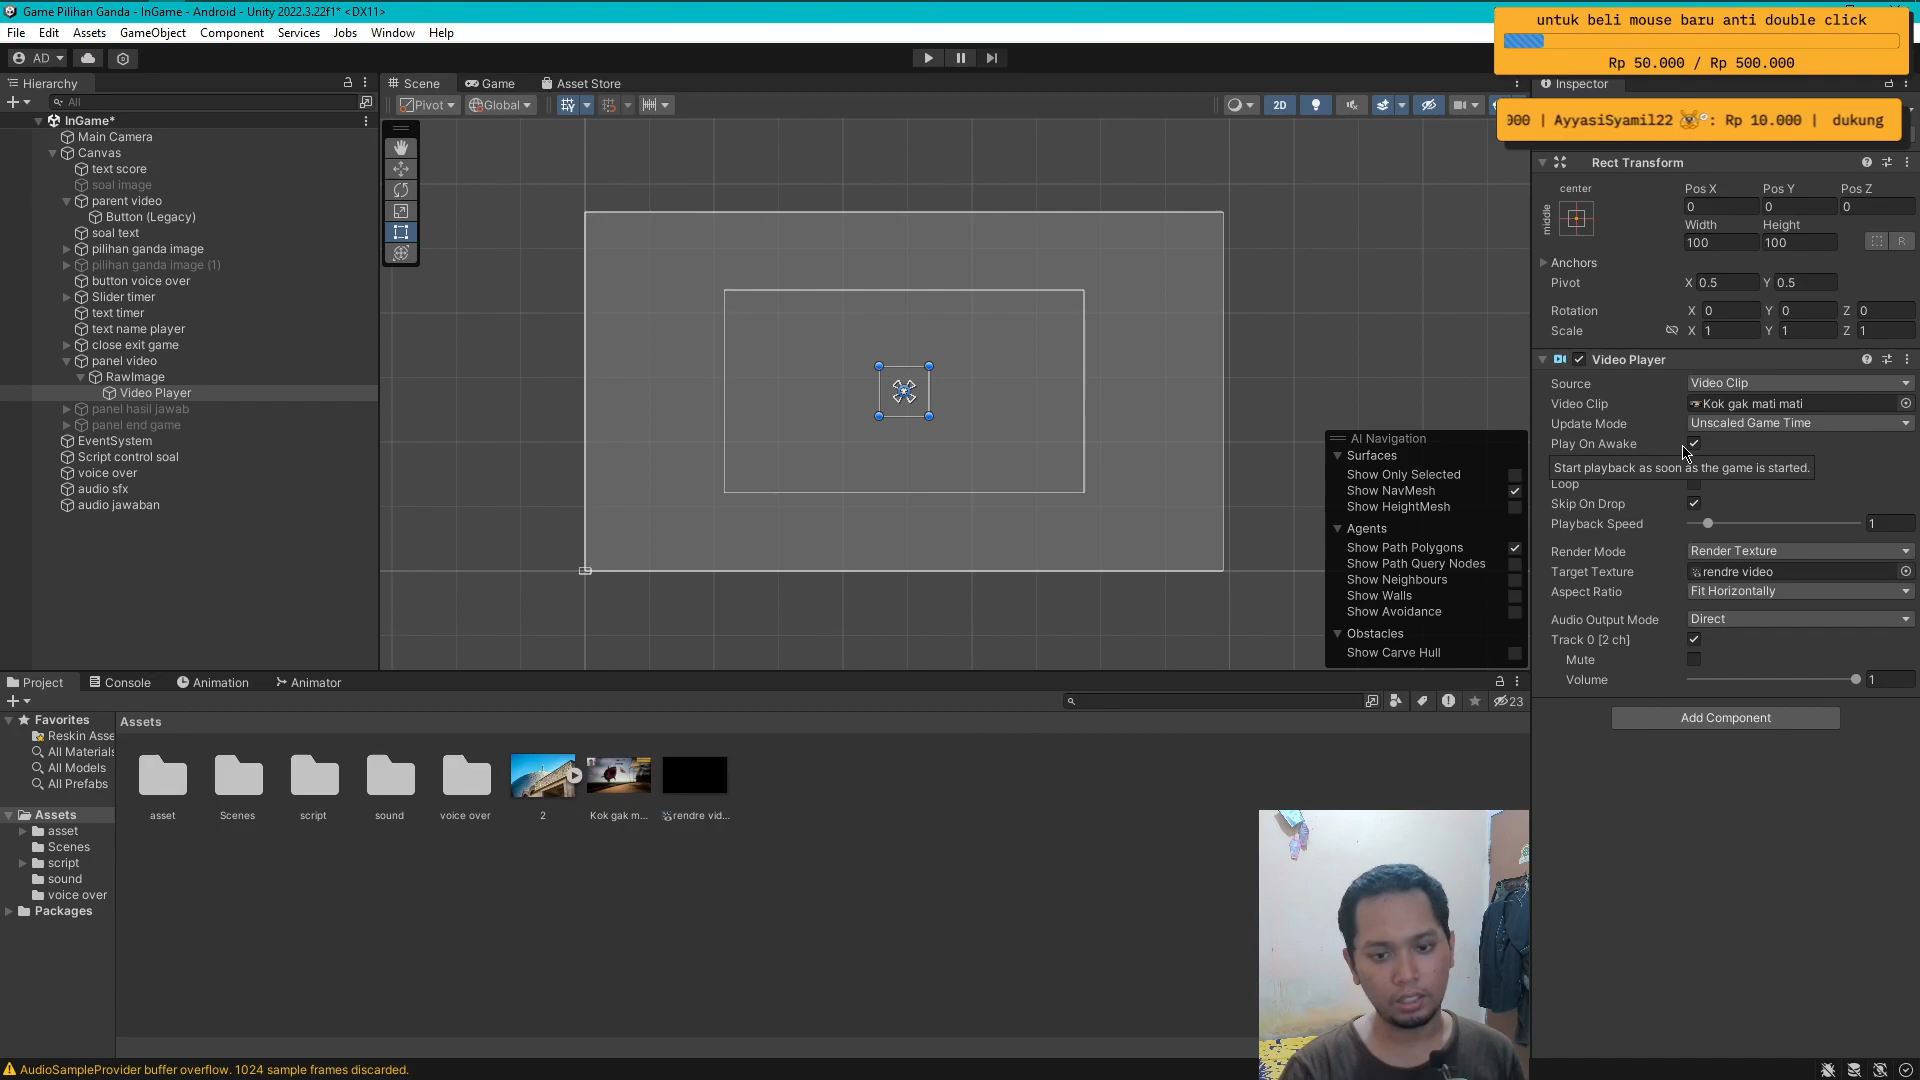 Game Pilihan Ganda - InGame - Android - Unity 2022.3.22f1* <DX11>
File Edit Assets GameObject Component Services Jobs Window Help
untuk beli mouse baru anti double click
Rp 50.000 / Rp 500.000
AD
Hierarchy
Scene Game Asset Store
Inspector
All
Pivot Global
2D
000 | AyyasiSyamil22 : Rp 10.000 | dukung
InGame*
Main Camera
Canvas
text score
soal image
parent video
Button (Legacy)
soal text
pilihan ganda image
pilihan ganda image (1)
button voice over
Slider timer
text timer
text name player
close exit game
panel video
RawImage
Video Player
panel hasil jawab
panel end game
EventSystem
Script control soal
voice over
audio sfx
audio jawaban
AI Navigation
Surfaces
Show Only Selected
Show NavMesh
Show HeightMesh
Agents
Show Path Polygons
Show Path Query Nodes
Show Neighbours
Show Walls
Show Avoidance
Obstacles
Show Carve Hull
Rect Transform
center
middle
Pos X Pos Y Pos Z
0 0 0
Width Height
100 100
R
Anchors
Pivot X 0.5 Y 0.5
Rotation X 0 Y 0 Z 0
Scale X 1 Y 1 Z 1
Video Player
Source Video Clip
Video Clip Kok gak mati mati
Update Mode Unscaled Game Time
Play On Awake
Start playback as soon as the game is started.
Loop
Skip On Drop
Playback Speed 1
Render Mode Render Texture
Target Texture rendre video
Aspect Ratio Fit Horizontally
Audio Output Mode Direct
Track 0 [2 ch]
Mute
Volume 1
Add Component
Project Console Animation Animator
23
Favorites
Reskin Asse
All Materials
All Models
All Prefabs
Assets
asset
Scenes
script
sound
voice over
Packages
Assets
asset Scenes script sound voice over 2 Kok gak m... rendre vid...
AudioSampleProvider buffer overflow. 1024 sample frames discarded.